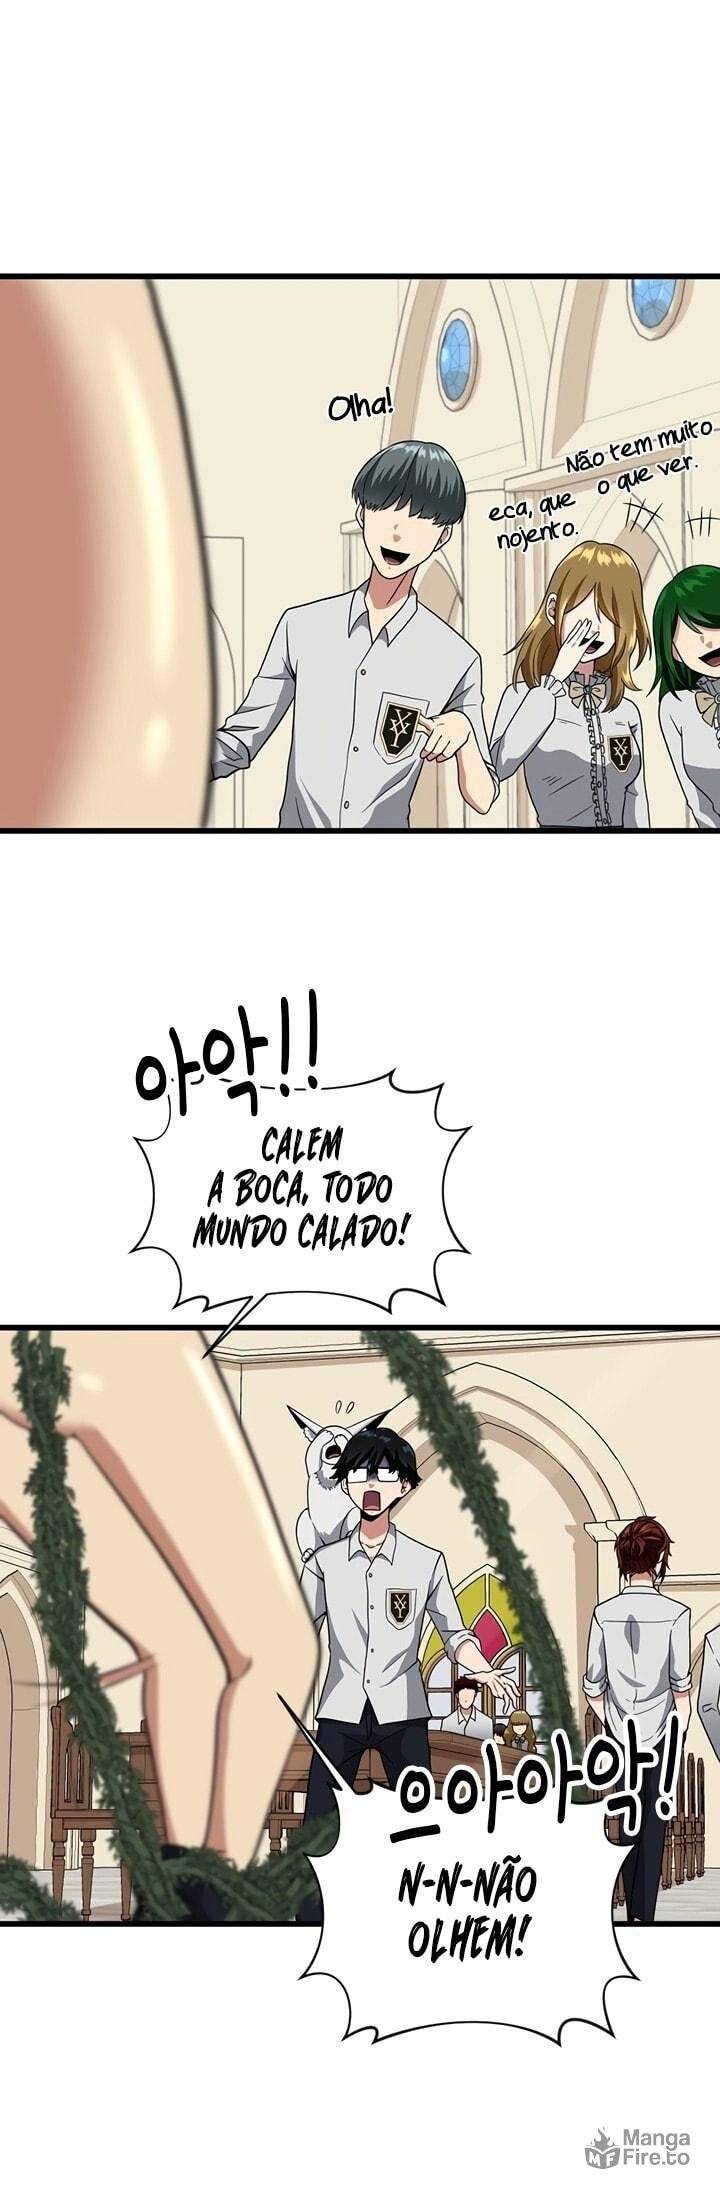 Olha!
Não tem muito
o que ver.
eca, que
nojento.
아악!!
CALEM
A BOCA, TODO
MUNDO CALADO!
으아아악!
N-N-NÃO
OLHEM!
Manga
Fire.to